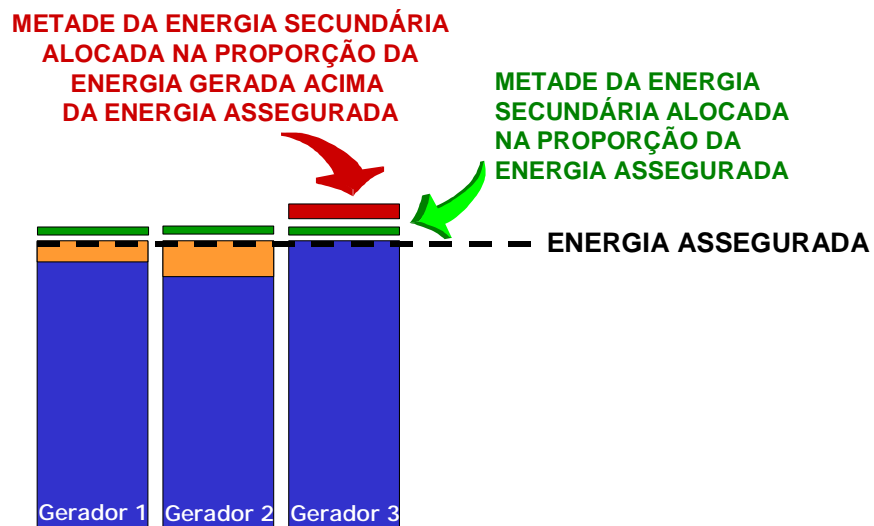 METADE DA ENERGIA SECUNDÁRIA
ALOCADA NA PROPORÇÃO DA
ENERGIA GERADA ACIMA
DA ENERGIA ASSEGURADA
METADE DA ENERGIA
SECUNDÁRIA ALOCADA
NA PROPORÇÃO DA
ENERGIA ASSEGURADA
ENERGIA ASSEGURADA
Gerador 1
Gerador 2
Gerador 3